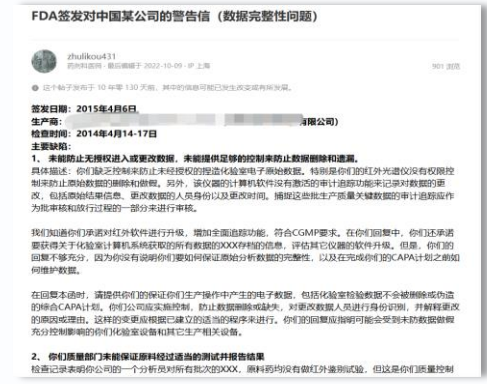 FDA签发对中国某公司的警告信（数据完整性问题）
zhulikou431
药列科医师 · 最后编辑于 2022-10-09 · IP 上海
901 浏览
这个帖子发布于 10 年零 130 天前，其中的信息可能已发生改变或有所发展。
签发日期：2015年4月6日
生产商：
有限公司）
检查时间：2014年4月14-17日
主要缺陷：
1、 未能防止无授权进入或更改数据，未能提供足够的控制来防止数据删除和遗漏。
具体描述：你们缺乏控制来防止未经授权的捏造化验室电子原始数据。特别是你们的红外光谱仪没有权限控
制来防止原始数据的删除和做假。另外，该仪器的计算机软件没有激活的审计追踪功能来记录对数据的更
改，包括原始结果信息、更改数据的人员身份以及更改时间。捕捉这些批生产质量关键数据的审计追踪应作
为批审核和放行过程的一部分来进行审核。
我们知道你们承诺对红外软件进行升级，增加全面追踪功能，符合CGMP要求。在你们回复中，你们还承诺
要获得关于化验室计算机系统获取的所有数据的XXX存档的信息，评估其它仪器的软件升级。但是，你们的
回复不够充分，因为你没有说明你们要如何保证原始分析数据的完整性，以及在完成你们的CAPA计划之前如
何维护数据。
在回复本函时，请提供你们的保证你们生产操作中产生的电子数据，包括化验室检验数据不会被删除或伪造
的综合CAPA计划。你们公司应实施控制，防止数据删除或缺失，对更改数据人员进行身份识别，并解释更改
的原因或理由。这样的变更应根据已建立的适当的程序来进行。你们的回复应指明可能会受到未防数据做假
充分控制影响的你们化验室设备和其它生产相关设备。
2、 你们质量部门未能保证原料经过适当的测试并报告结果
检查记录表明你公司的一个分析员对所有批次的XXX，原料药均没有做红外鉴别试验，但这是你们质量控制